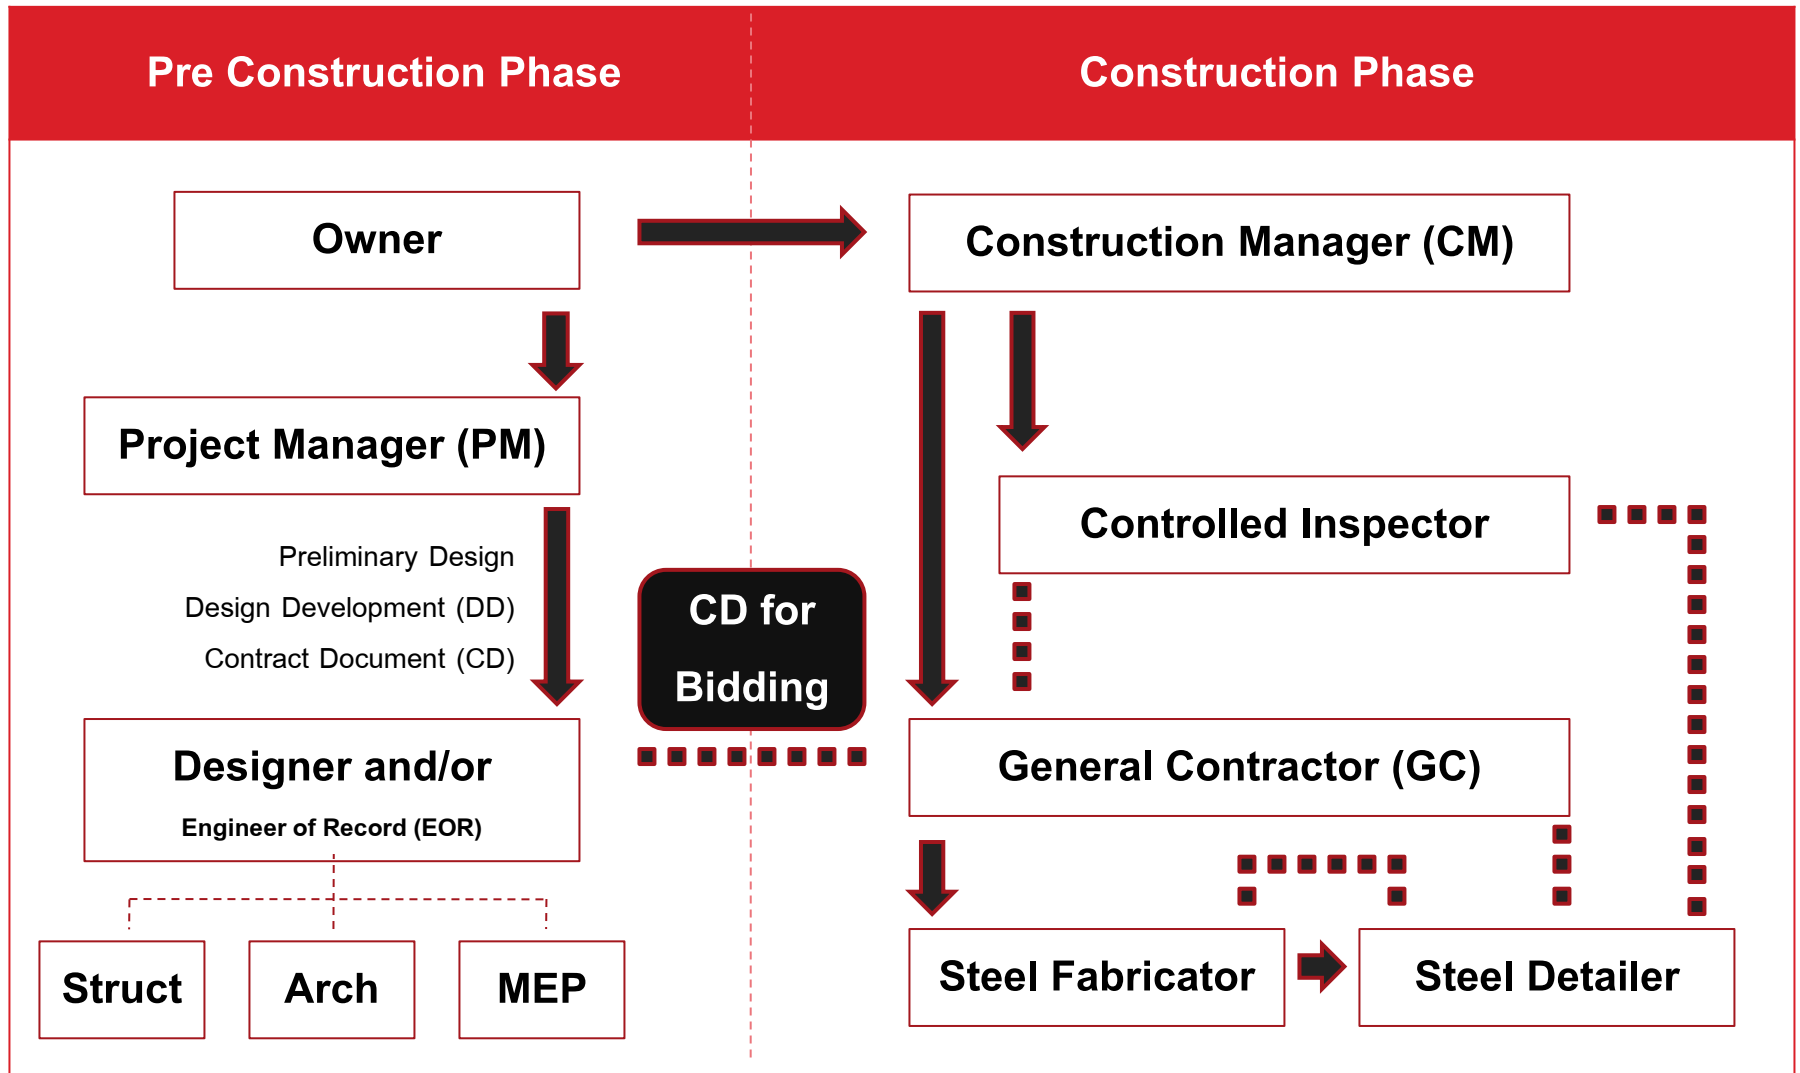 Pre Construction Phase
Construction Phase
Owner
Construction Manager (CM)
Project Manager (PM)
Controlled Inspector
Preliminary Design
Design Development (DD)
Contract Document (CD)
CD for
Bidding
Designer and/or
Engineer of Record (EOR)
General Contractor (GC)
Struct
Arch
MEP
Steel Fabricator
Steel Detailer